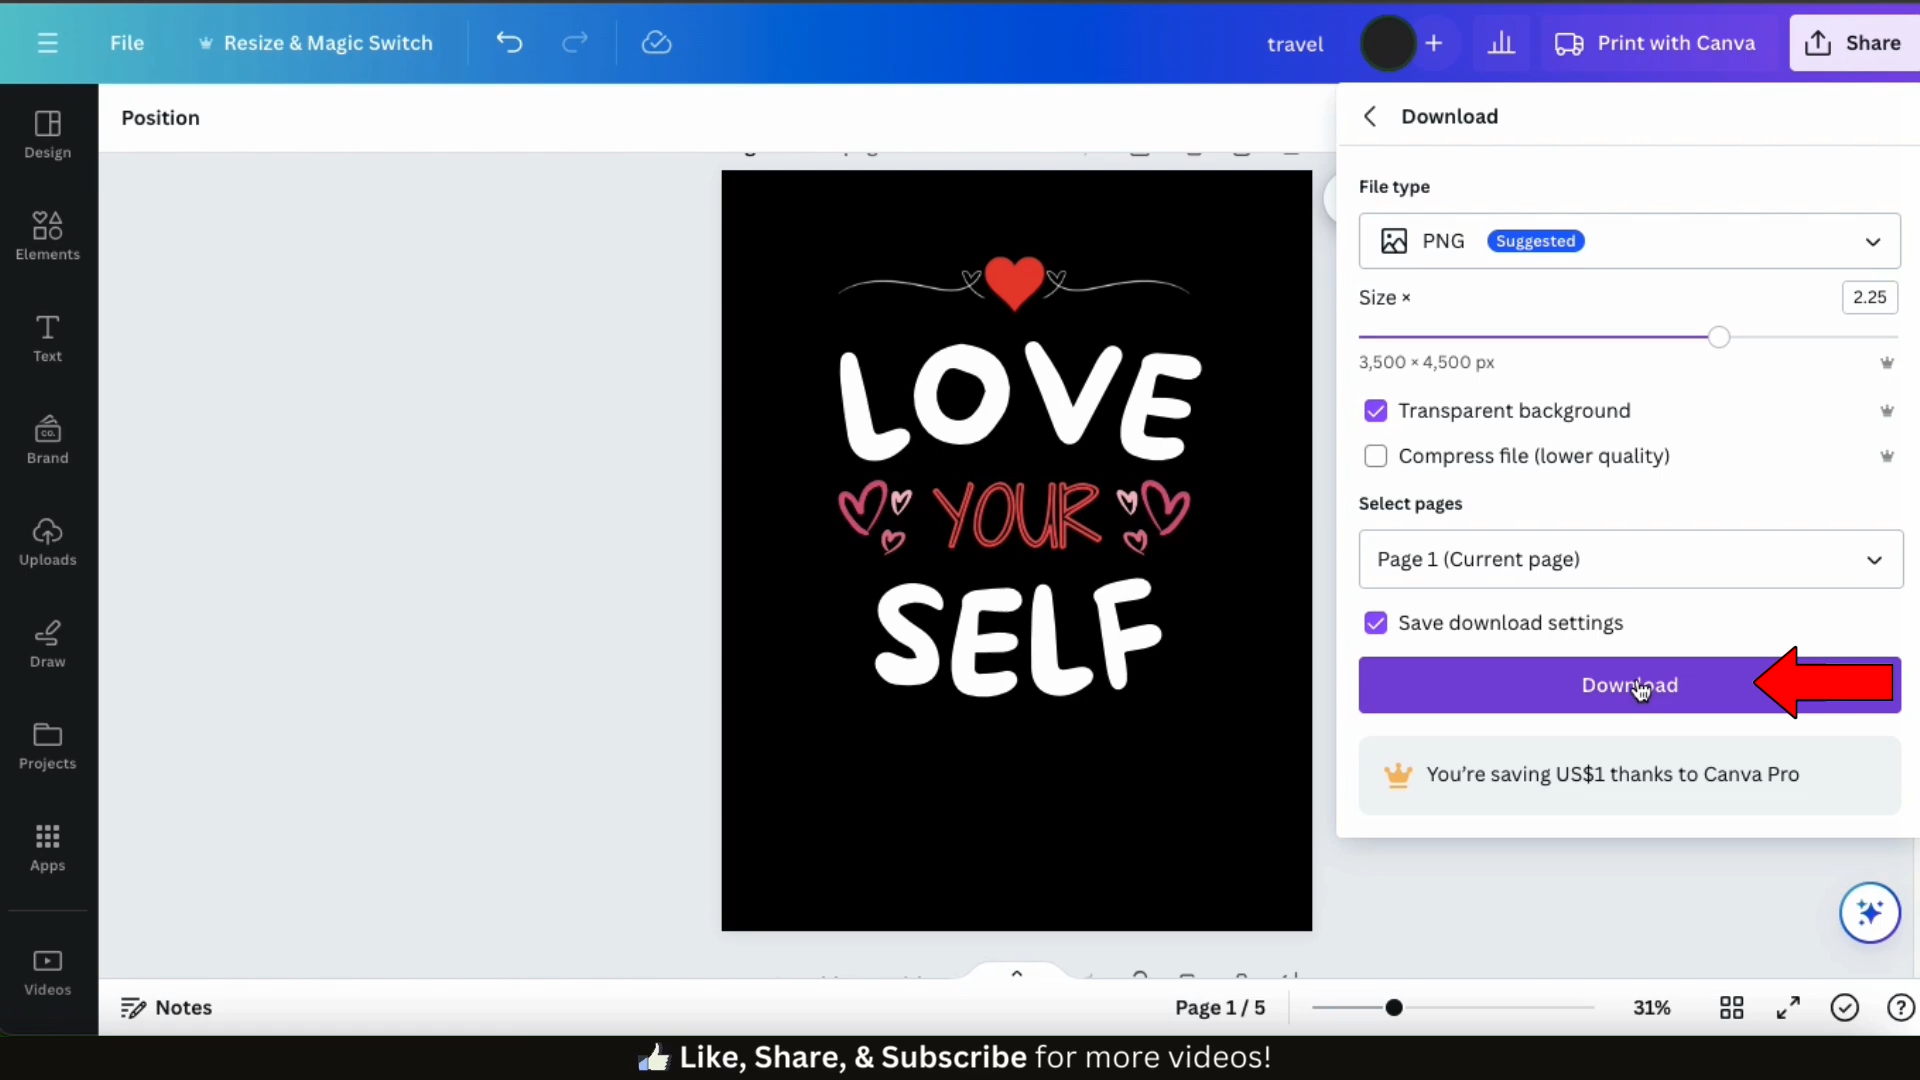 File
Resize & Magic Switch
travel
Print with Canva
Share
Design
Elements
Text
Brand
CO.
Uploads
Draw
Projects
Apps
Videos
Position
LOVE
YOUR
SELF
Download
File type
PNG Suggested
Size ×
2.25
3,500 × 4,500 px
Transparent background
Compress file (lower quality)
Select pages
Page 1 (Current page)
Save download settings
Download
You're saving US$1 thanks to Canva Pro
Notes
Page 1 / 5
31%
Like, Share, & Subscribe for more videos!